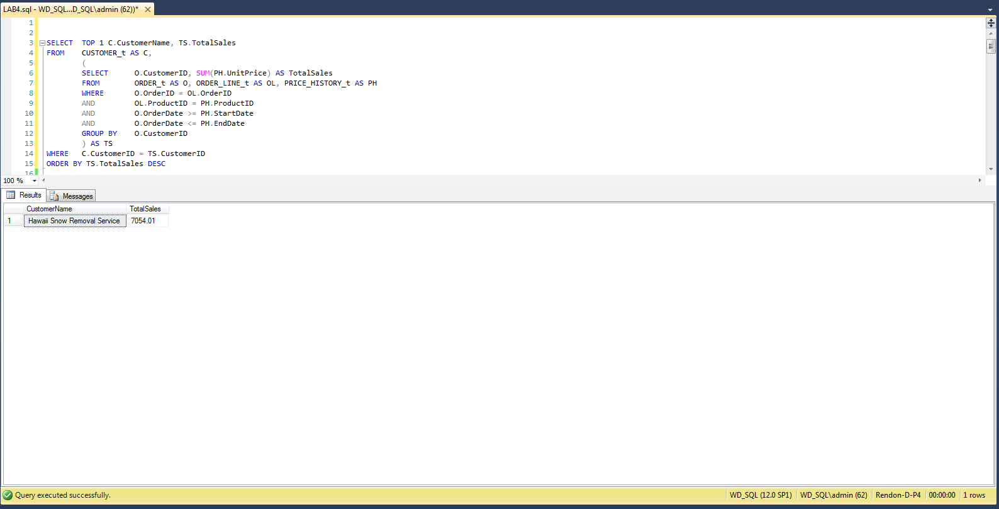 LAB4.sql - WD_SQL...D_SQL\admin (62))*
1
2
3 SELECT TOP 1 C.CustomerName, TS.TotalSales
4 FROM CUSTOMER_t AS C,
5 (
6 SELECT O.CustomerID, SUM(PH.UnitPrice) AS TotalSales
7 FROM ORDER_t AS O, ORDER_LINE_t AS OL, PRICE_HISTORY_t AS PH
8 WHERE O.OrderID = OL.OrderID
9 AND OL.ProductID = PH.ProductID
10 AND O.OrderDate >= PH.StartDate
11 AND O.OrderDate <= PH.EndDate
12 GROUP BY O.CustomerID
13 ) AS TS
14 WHERE C.CustomerID = TS.CustomerID
15 ORDER BY TS.TotalSales DESC
16
100 %
Results Messages
CustomerName TotalSales
1 Hawaii Snow Removal Service 7054.01
Query executed successfully. WD_SQL (12.0 SP1) WD_SQL\admin (62) Rendon-D-P4 00:00:00 1 rows